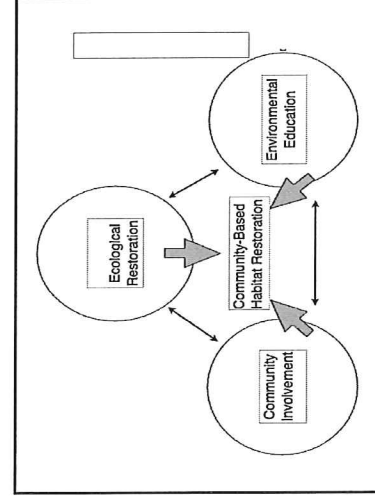 Ecological
Restoration
Community-Based
Habitat Restoration
Community
Involvement
Environmental
Education